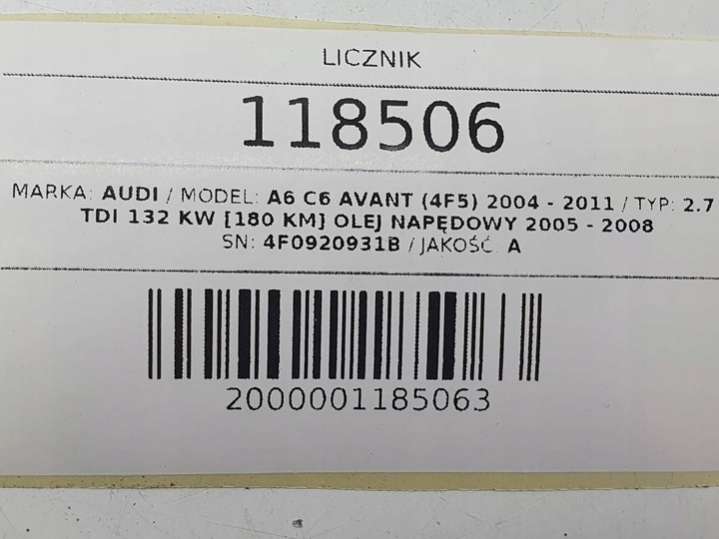 LICZNIK
118506
MARKA: AUDI / MODEL: A6 C6 AVANT (4F5) 2004 - 2011 / TYP: 2.7
TDI 132 KW [180 KM] OLEJ NAPĘDOWY 2005 - 2008
SN: 4F0920931B / JAKOŚĆ: A
2000001185063